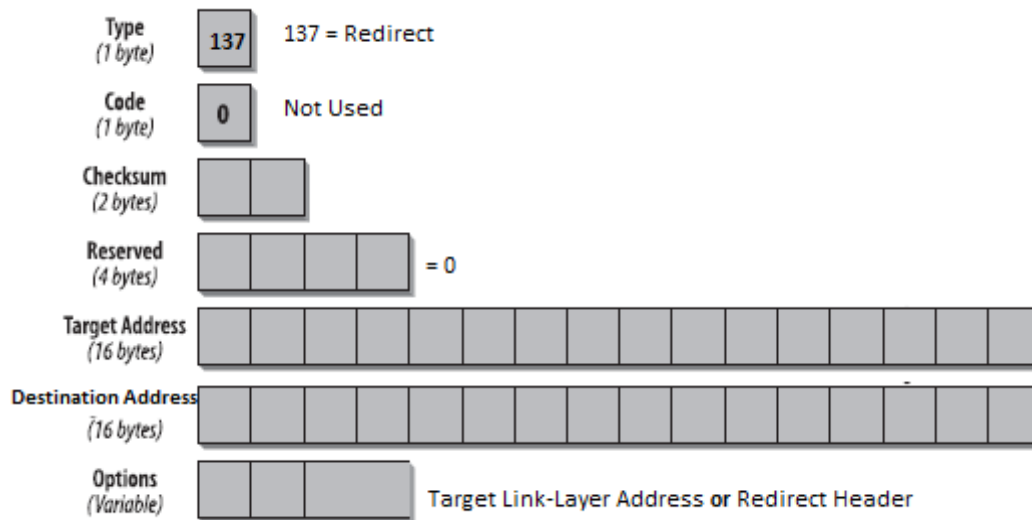 Type
(1 byte)
137
137 = Redirect
Code
(1 byte)
0
Not Used
Checksum
(2 bytes)
Reserved
(4 bytes)
= 0
Target Address
(16 bytes)
Destination Address
(16 bytes)
Options
(Variable)
Target Link-Layer Address or Redirect Header